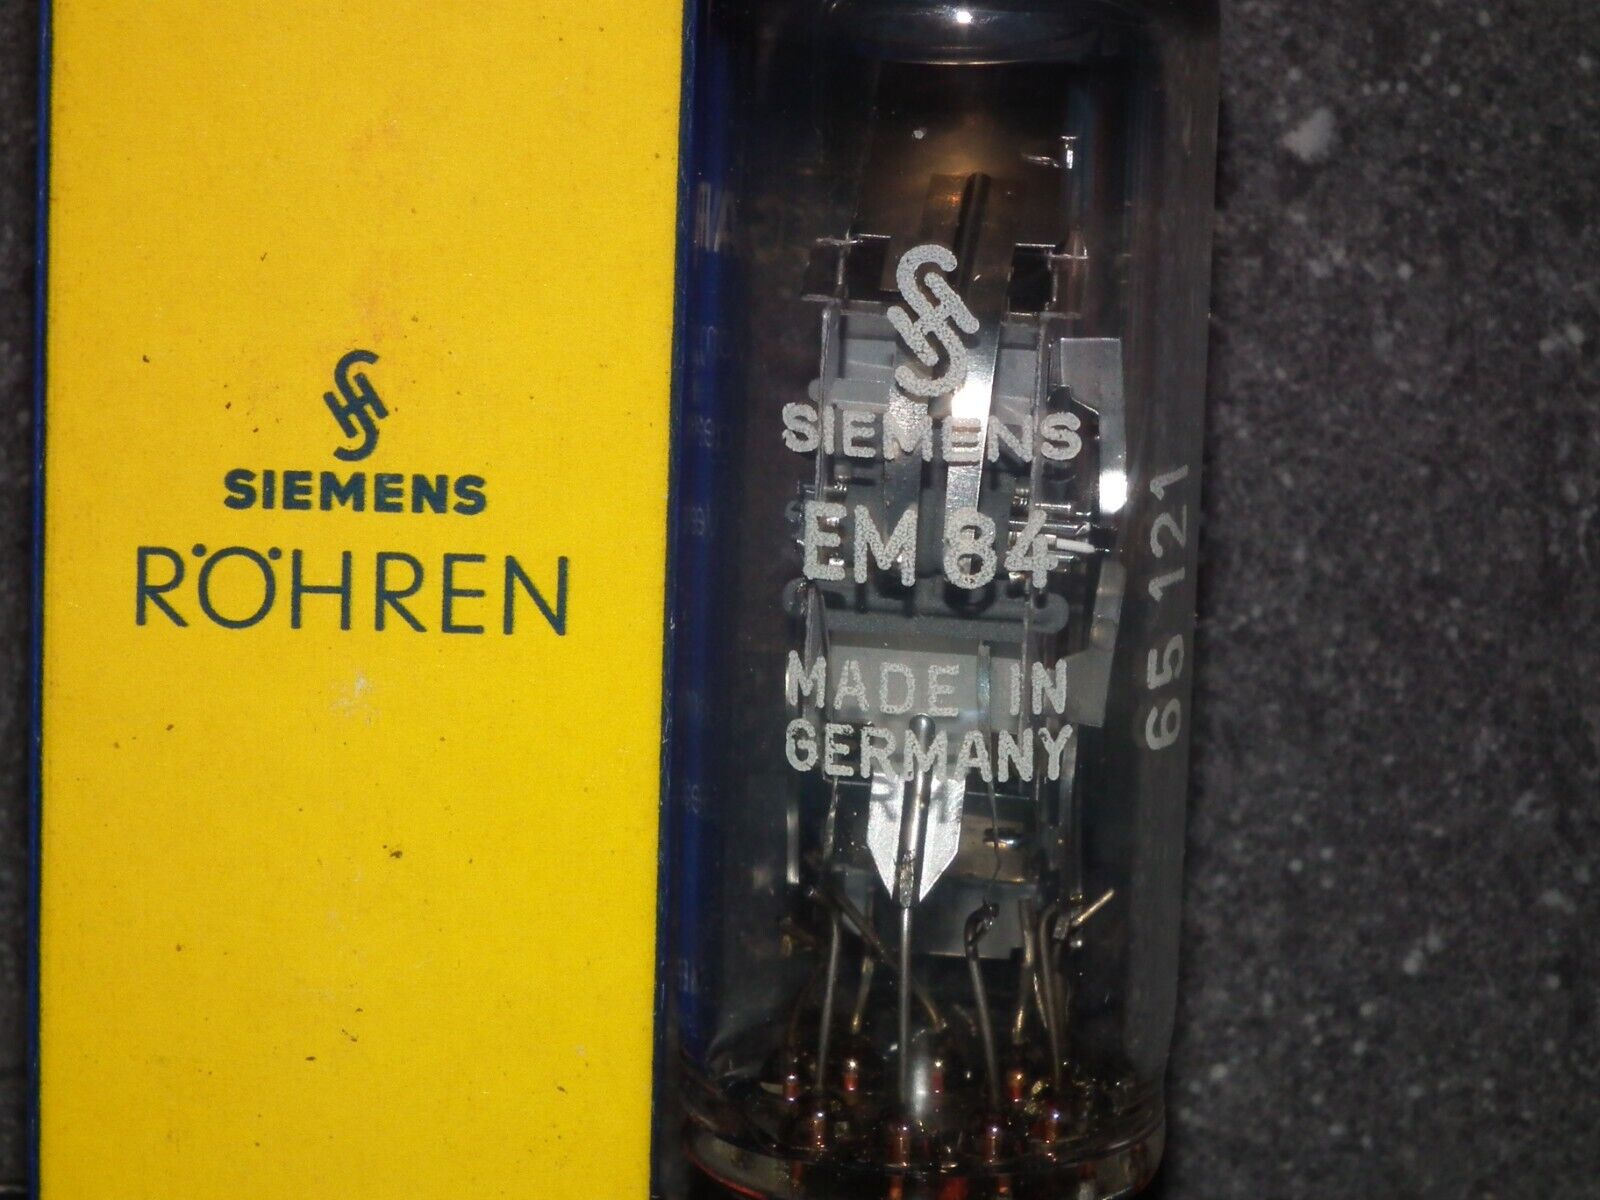 SIEMENS
RÖHREN
SIEMENS
EM 84
MADE IN
GERMANY
65 121